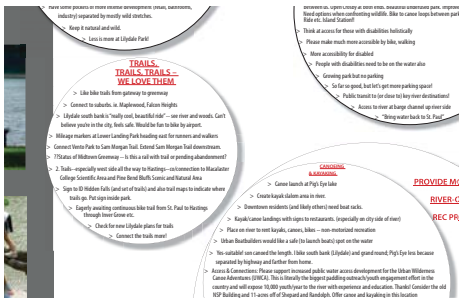 > Have some pockets of more intense development (retail, bathrooms,
industry) separated by mostly wild stretches.
> Keep it natural and wild.
> Less is more at Lilydale Park!
between us. Open Crosby at both ends. Beautiful underused park.
Need options when confronting wildlife. Bike to canoe loops between park
Ride etc. Island Station!!
> Think at access for those with disabilities holistically
> Please make much more accessible by bike, walking
> More accessibility for disabled
> People with disabilities need to be on the water also
> Growing park but no parking
> So far so good, but let's get more parking space!
> Public transit to (or close to) key river destinations!
> Access to river at barge channel up river side
> "Bring water back to St. Paul"
TRAILS,
TRAILS, TRAILS –
WE LOVE THEM
> Like bike trails from gateway to greenway
> Connect to suburbs. ie. Maplewood, Falcon Heights
> Lilydale south bank is "really cool, beautiful ride" – see river and woods. Can't
believe you're in the city, feels safe. Would be fun to bike by airport.
> Mileage markers at Lower Landing Park heading east for runners and walkers
> Connect Vento Park to Sam Morgan Trail. Extend Sam Morgan Trail downstream.
> ??Status of Midtown Greenway – Is this a rail with trail or pending abandonment?
> 2. Trails--especially west side all the way to Hastings--co/connection to Macalaster
College Scientific Area and Pine Bend Bluffs Scenic and Natural Area
> Sign to ID Hidden Falls (and set of trails) and also trail maps to indicate where
trails go. Put sign inside park.
> Eagerly awaiting continuous bike trail from St. Paul to Hastings
through Inver Grove etc.
> Check for new Lilydale plans for trails
> Connect the trails more!
CANOEING
& KAYAKING
> Canoe launch at Pig's Eye lake
> Create kayak slalom area in river.
> Downtown residents (and likely others) need boat racks.
> Kayak/canoe landings with signs to restaurants. (especially on city side of river)
> Place on river to rent kayaks, canoes, bikes – non-motorized recreation
> Urban Boatbuilders would like a safe (to launch boats) spot on the water
> Yes-suitable! son canoed the length. I bike south bank (Lilydale) and grand round; Pig's Eye less because
separated by highway and farther from home.
> Access & Connections: Please support increased public water access development for the Urban Wilderness
Canoe Adventures (UWCA). This is literally the biggest paddling outreach/youth engagement effort in the
country and will expose 10,000 youth/year to the river with experience and education. Thanks! Consider the old
NSP Building and 11-acres off of Shepard and Randolph. Offer canoe and kayaking in this location
PROVIDE M
RIVER-
REC PR